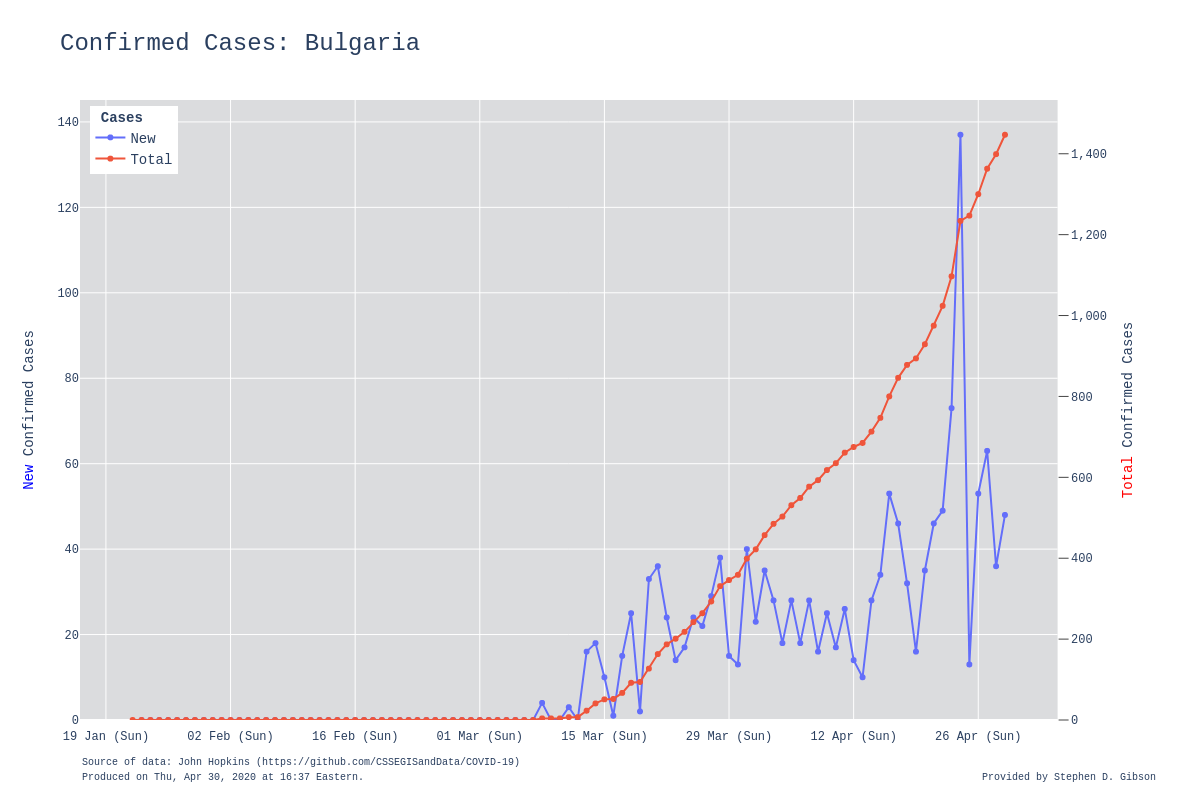 Confirmed Cases: Bulgaria
Cases
New
Total
140
120
100
80
60
40
20
0
1,400
1,200
1,000
800
600
400
200
0
New Confirmed Cases
Total Confirmed Cases
19 Jan (Sun)
02 Feb (Sun)
16 Feb (Sun)
01 Mar (Sun)
15 Mar (Sun)
29 Mar (Sun)
12 Apr (Sun)
26 Apr (Sun)
Source of data: John Hopkins (https://github.com/CSSEGISandData/COVID-19)
Produced on Thu, Apr 30, 2020 at 16:37 Eastern.
Provided by Stephen D. Gibson